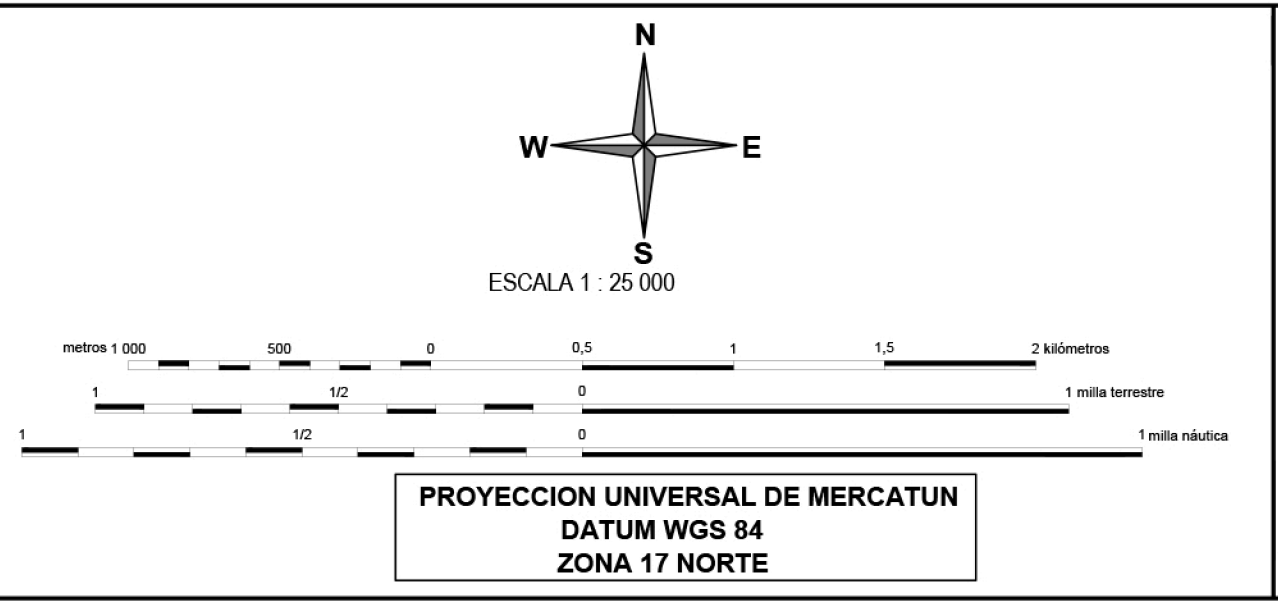 N
W E
S
ESCALA 1 : 25 000
metros 1 000 500 0 0,5 1 1,5 2 kilómetros
1 1/2 0 1 milla terrestre
1 1/2 0 1 milla náutica
PROYECCION UNIVERSAL DE MERCATUN
DATUM WGS 84
ZONA 17 NORTE